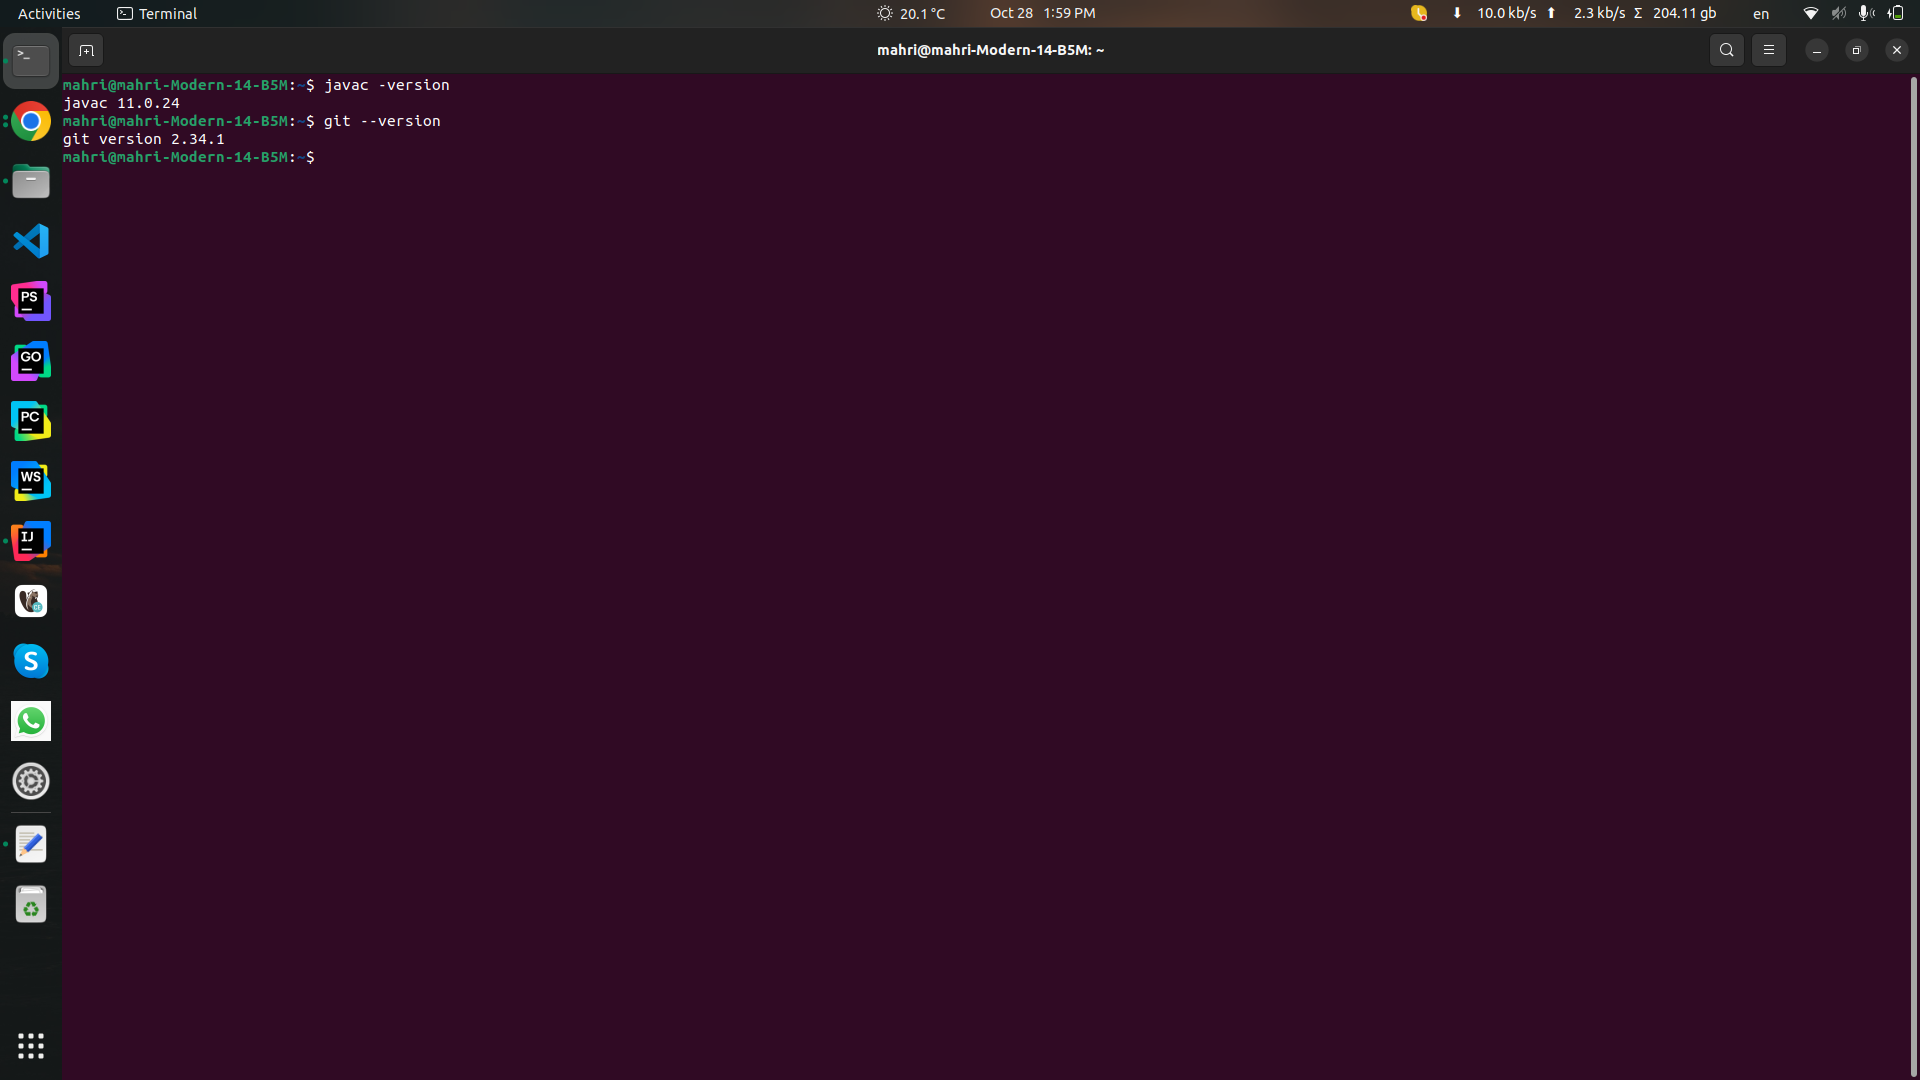 Activities Terminal 20.1 °C Oct 28 1:59 PM ⬇ 10.0 kb/s ⬆ 2.3 kb/s Σ 204.11 gb en
mahri@mahri-Modern-14-B5M: ~
mahri@mahri-Modern-14-B5M:~$ javac -version
javac 11.0.24
mahri@mahri-Modern-14-B5M:~$ git --version
git version 2.34.1
mahri@mahri-Modern-14-B5M:~$
>_
PS
GO
PC
WS
IJ
CE
S